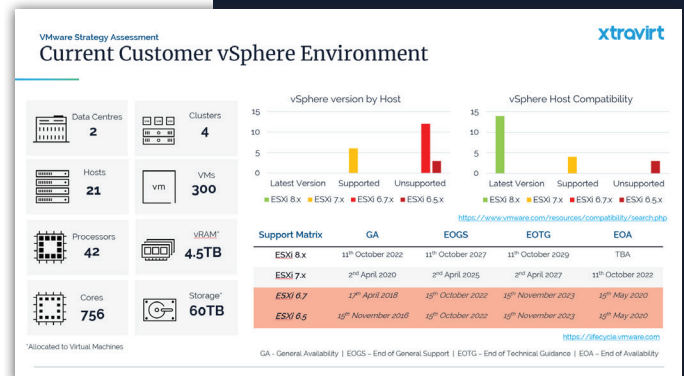 VMware Strategy Assessment
Current Customer vSphere Environment
xtravirt
Data Centres
2
Clusters
4
Hosts
21
vm
VMs
300
Processors
42
vRAM*
4.5TB
Cores
756
Storage*
60TB
*Allocated to Virtual Machines
vSphere version by Host
15
10
5
0
Latest Version Supported Unsupported
ESXi 8.x ESXi 7.x ESXi 6.7.x ESXi 6.5.x
vSphere Host Compatibility
15
10
5
0
Latest Version Supported Unsupported
ESXi 8.x ESXi 7.x ESXi 6.7.x ESXi 6.5.x
https://www.vmware.com/resources/compatibility/search.php
Support Matrix GA EOGS EOTG EOA
ESXi 8.x 11th October 2022 11th October 2027 11th October 2029 TBA
ESXi 7.x 2nd April 2020 2nd April 2025 2nd April 2027 11th October 2022
ESXi 6.7 17th April 2018 15th October 2022 15th November 2023 15th May 2020
ESXi 6.5 15th November 2016 15th October 2022 15th November 2023 15th May 2020
https://lifecycle.vmware.com
GA - General Availability | EOGS – End of General Support | EOTG – End of Technical Guidance | EOA – End of Availability